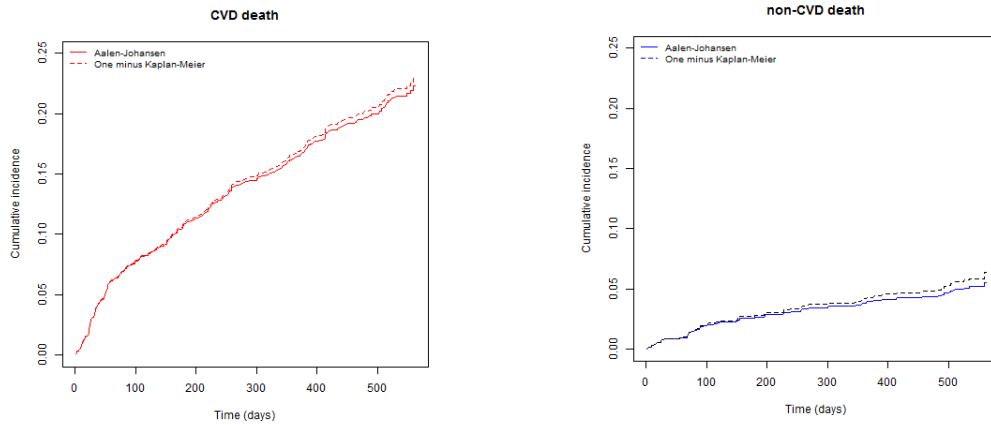 CVD death
Aalen-Johansen
One minus Kaplan-Meier
Cumulative incidence
0.25
0.20
0.15
0.10
0.05
0.00
0 100 200 300 400 500
Time (days)
non-CVD death
Aalen-Johansen
One minus Kaplan-Meier
Cumulative incidence
0.25
0.20
0.15
0.10
0.05
0.00
0 100 200 300 400 500
Time (days)